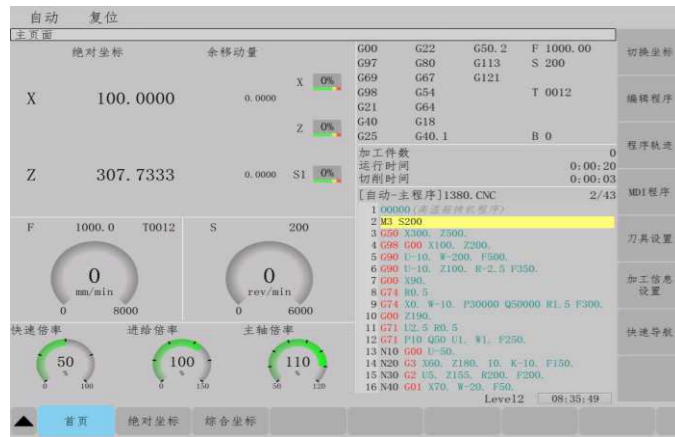 自动 复位
主页面
绝对坐标 余移动量
X 100.0000 0.0000 X 0%
Z 0%
Z 307.7333 0.0000 S1 0%
F 1000.0 T0012
0
mm/min
0 8000
S 200
0
rev/min
0 6000
快速倍率 进给倍率 主轴倍率
50
%
0 100
100
%
0 150
110
%
50 120
G00 G22 G50.2 F 1000.00
G97 G80 G113 S 200
G69 G67 G121
G98 G54 T 0012
G21 G64
G40 G18
G25 G40.1 B 0
加工件数 0
运行时间 0:00:20
切削时间 0:00:03
[自动-主程序]1380.CNC 2/43
2 M3 S200
3 G50 X300. Z500.
4 G98 G00 X100. Z200.
5 G90 U-10. W-200. F500.
6 G90 U-10. Z100. R-2.5 F350.
7 G00 X90.
8 G74 R0.5
9 G74 X0. W-10. P30000 Q50000 R1.5 F300.
10 G00 Z190.
11 G71 U2.5 R0.5
12 G71 P10 Q50 U1. W1. F250.
13 N10 G00 U-50.
14 N20 G3 X60. Z180. I0. K-10. F150.
15 N30 G2 U5. Z155. R200. F200.
16 N40 G01 X70. W-20. F50.
Level2 08:35:49
切换坐标
编辑程序
程序轨迹
MDI程序
刀具设置
加工信息
设置
快速导航
首页 绝对坐标 综合坐标